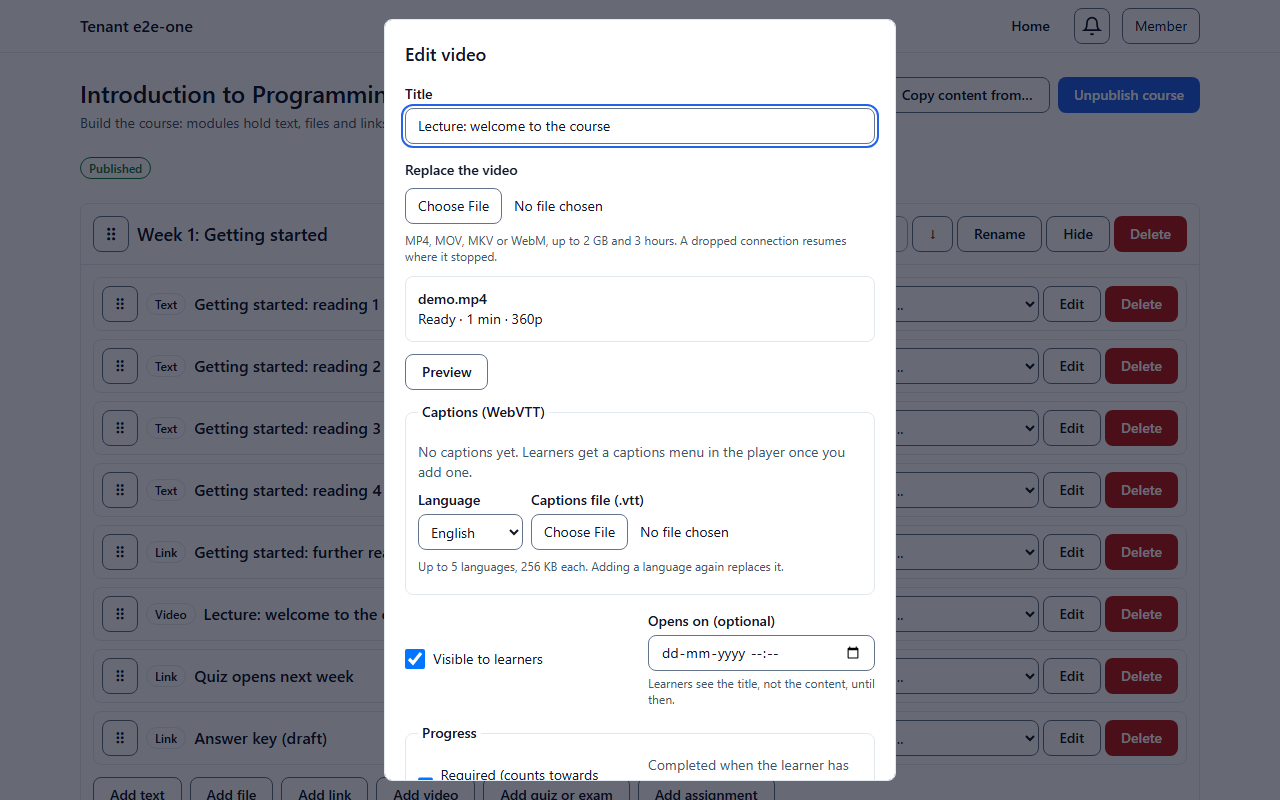 Tenant e2e-one
Home
Member
Introduction to Programmin
Copy content from...
Unpublish course
Build the course: modules hold text, files and links
Published
Week 1: Getting started
↓
Rename
Hide
Delete
Text
Getting started: reading 1
Edit
Delete
Text
Getting started: reading 2
Edit
Delete
Text
Getting started: reading 3
Edit
Delete
Text
Getting started: reading 4
Edit
Delete
Link
Getting started: further rea
Edit
Delete
Video
Lecture: welcome to the
Edit
Delete
Link
Quiz opens next week
Edit
Delete
Link
Answer key (draft)
Edit
Delete
Add text
Add file
Add link
Add video
Add quiz or exam
Add assignment
Edit video
Title
Lecture: welcome to the course
Replace the video
Choose File
No file chosen
MP4, MOV, MKV or WebM, up to 2 GB and 3 hours. A dropped connection resumes
where it stopped.
demo.mp4
Ready · 1 min · 360p
Preview
Captions (WebVTT)
No captions yet. Learners get a captions menu in the player once you
add one.
Language
Captions file (.vtt)
English
Choose File
No file chosen
Up to 5 languages, 256 KB each. Adding a language again replaces it.
Visible to learners
Opens on (optional)
dd-mm-yyyy --:--
Learners see the title, not the content, until
then.
Progress
Required (counts towards
Completed when the learner has